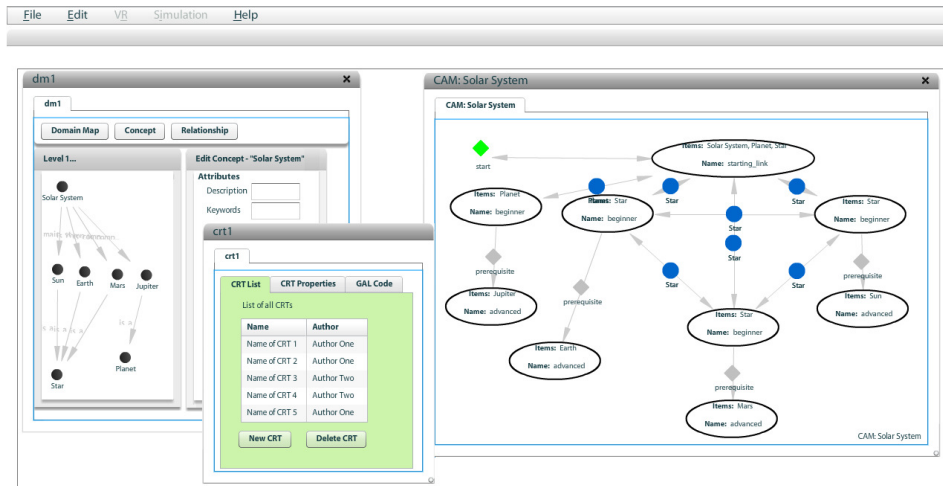 File Edit VR Simulation Help
dm1
dm1
Domain Map Concept Relationship
Level 1...
Solar System
Sun Earth Mars Jupiter
is a
Star
Planet
Edit Concept - "Solar System"
Attributes
Description
Keywords
crt1
crt1
CRT List CRT Properties GAL Code
List of all CRTs
Name Author
Name of CRT 1 Author One
Name of CRT 2 Author One
Name of CRT 3 Author Two
Name of CRT 4 Author Two
Name of CRT 5 Author One
New CRT Delete CRT
CAM: Solar System
CAM: Solar System
start
Items: Solar System, Planet, Star
Name: starting_link
Items: Planet
Name: beginner
Items: Star
Name: beginner
Star
Star
Star
Star
Items: Star
Name: beginner
Star
Star
prerequisite
Items: Jupiter
Name: advanced
prerequisite
Items: Earth
Name: advanced
Items: Star
Name: beginner
prerequisite
Items: Mars
Name: advanced
prerequisite
Items: Sun
Name: advanced
CAM: Solar System